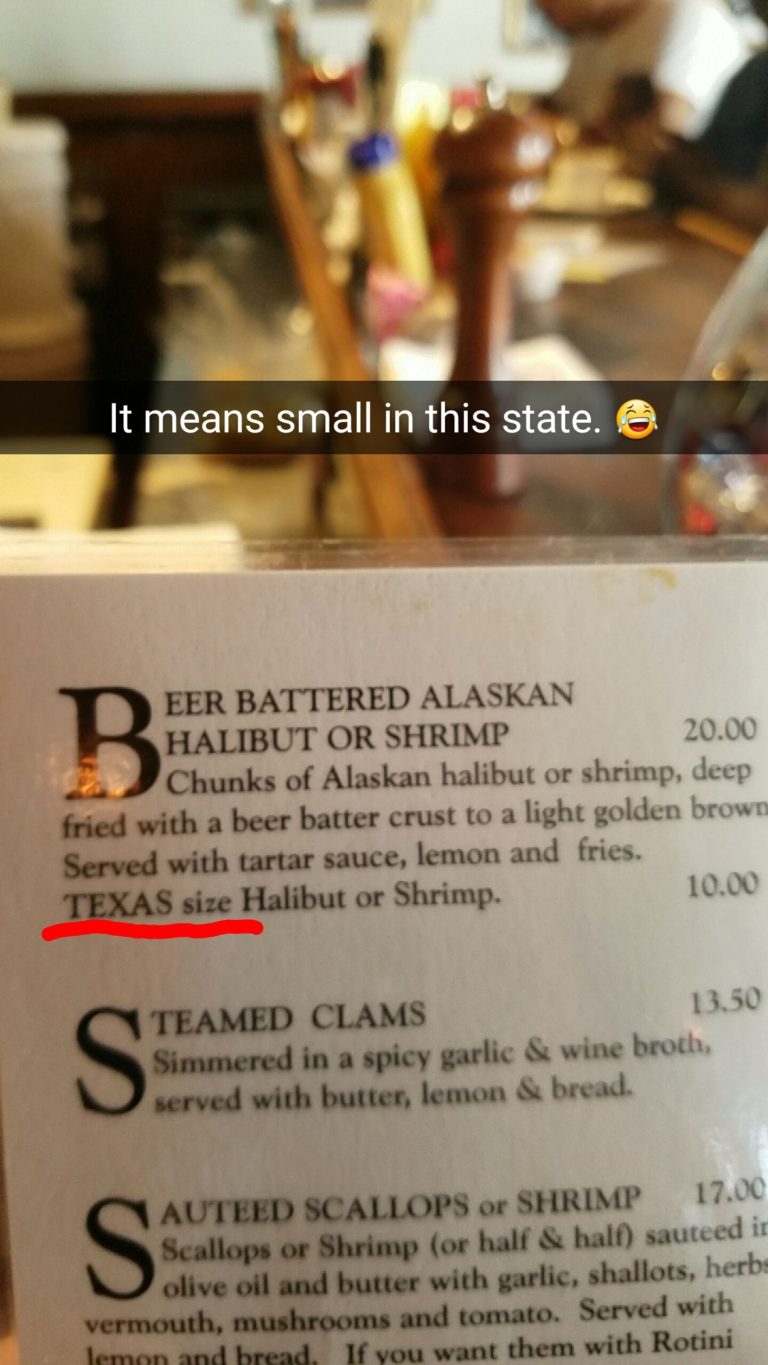 It means small in this state. 😂
BEER BATTERED ALASKAN
HALIBUT OR SHRIMP 20.00
Chunks of Alaskan halibut or shrimp, deep
fried with a beer batter crust to a light golden brown
Served with tartar sauce, lemon and fries.
TEXAS size Halibut or Shrimp. 10.00
STEAMED CLAMS 13.50
Simmered in a spicy garlic & wine broth,
served with butter, lemon & bread.
SAUTEED SCALLOPS or SHRIMP 17.00
Scallops or Shrimp (or half & half) sauteed in
olive oil and butter with garlic, shallots, herbs
vermouth, mushrooms and tomato. Served with
lemon and bread. If you want them with Rotini